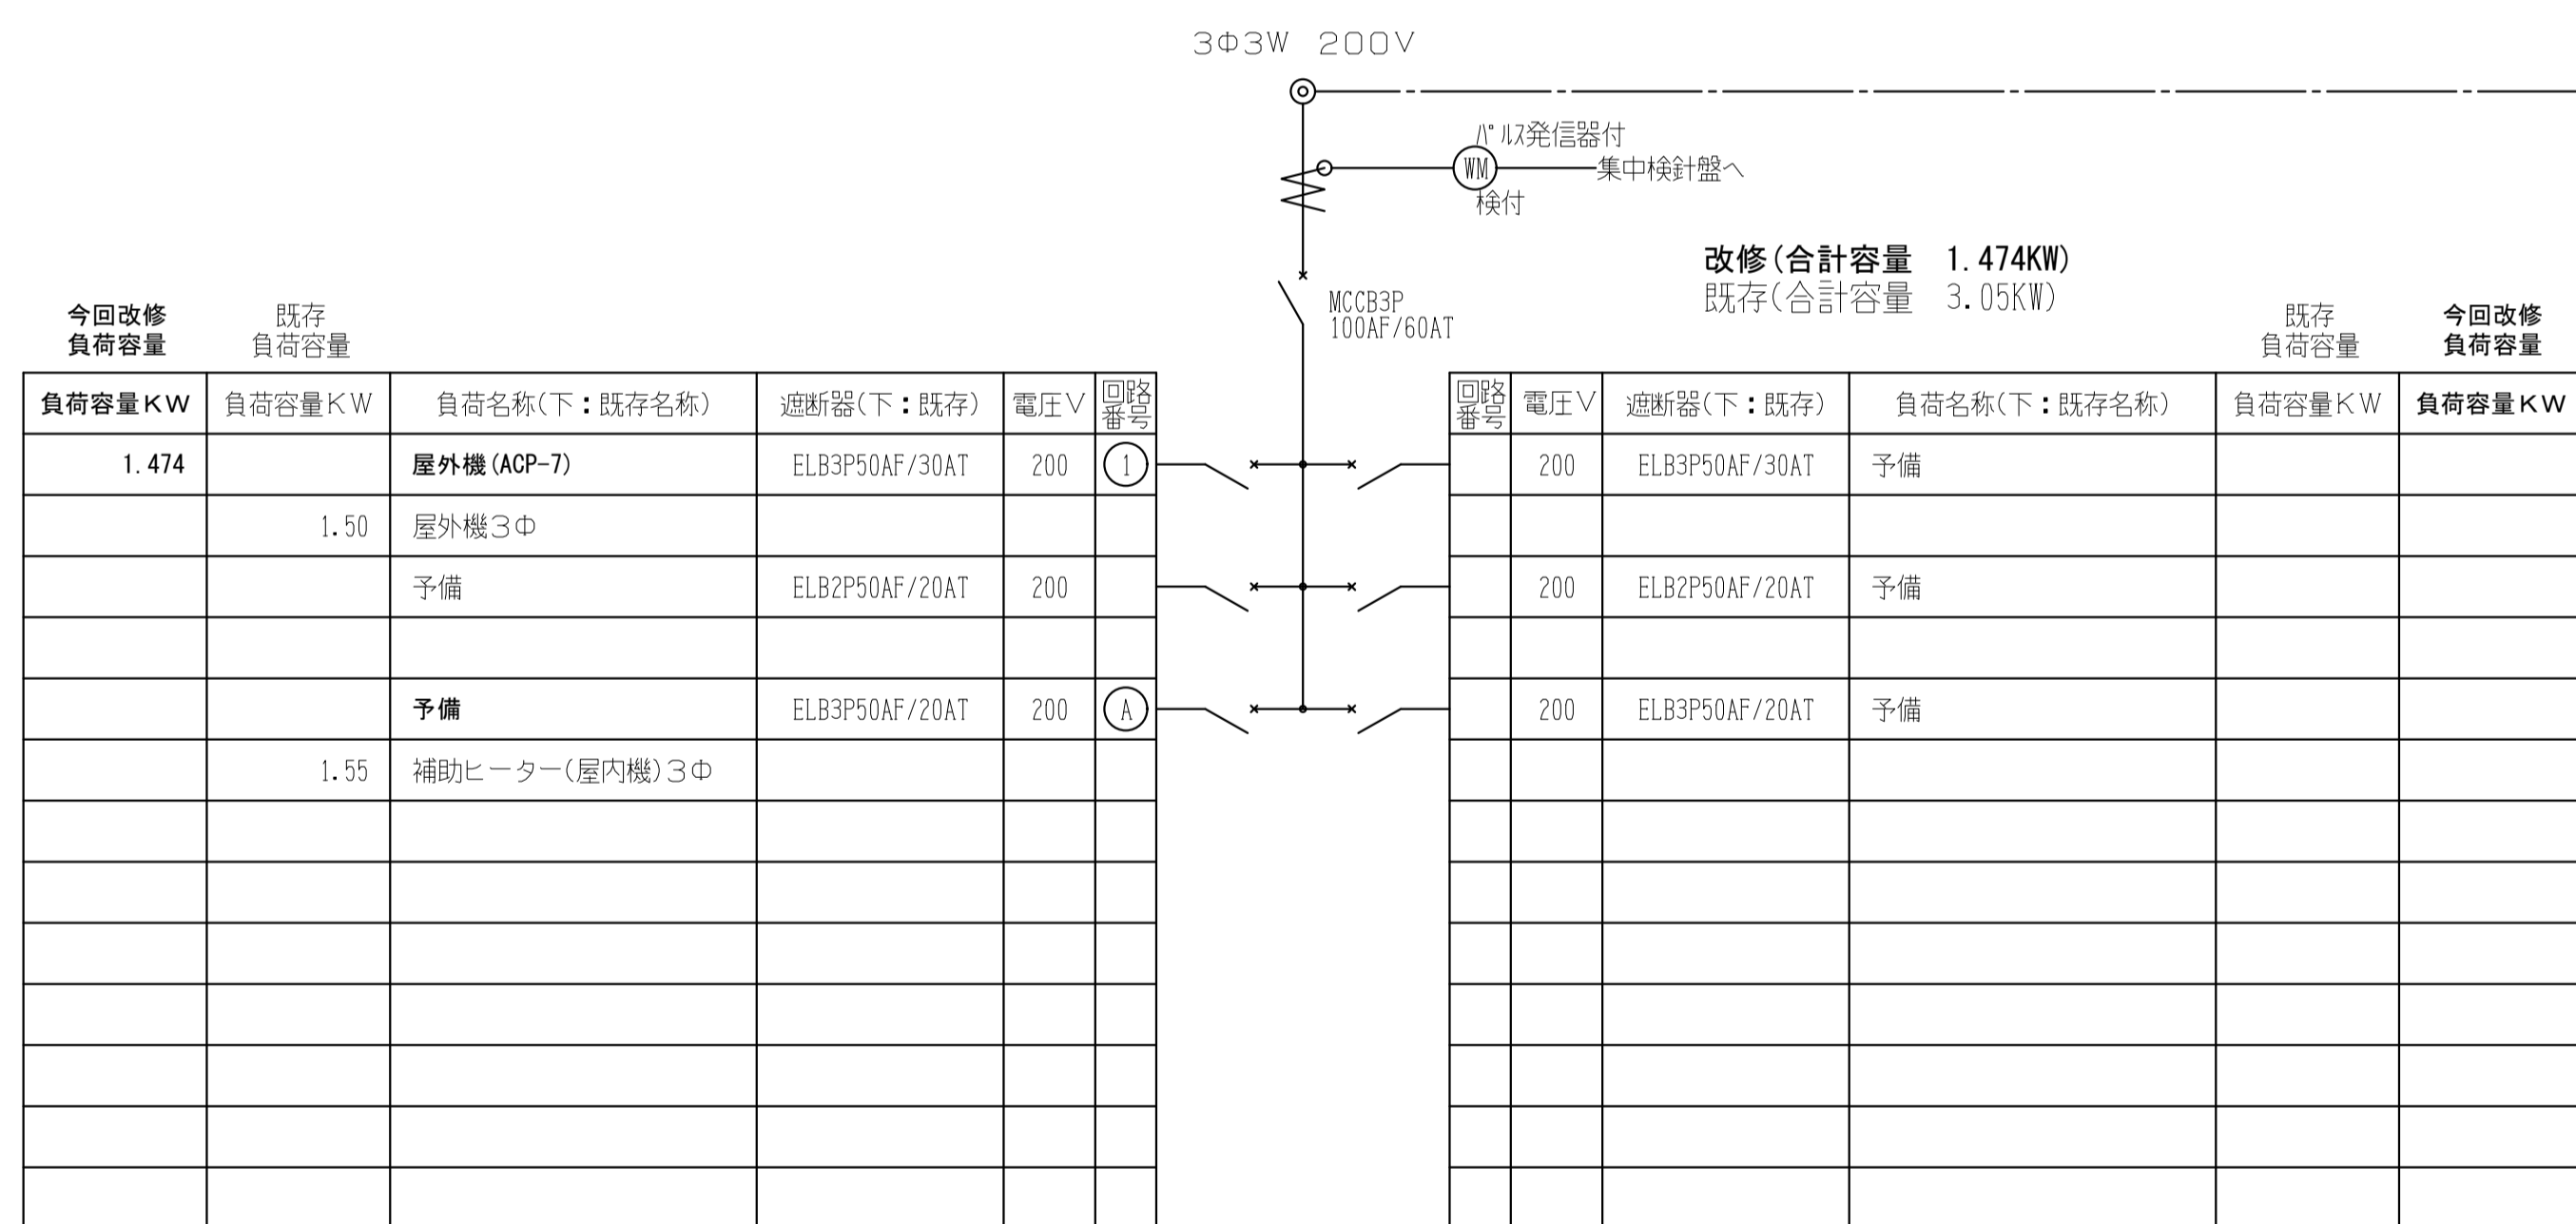 3Φ3W 200V
パルス発信器付
WM
集中検針盤へ
検付
改修(合計容量 1.474KW)
既存(合計容量 3.05KW)
MCCB3P
100AF/60AT
今回改修
負荷容量
既存
負荷容量
既存
負荷容量
今回改修
負荷容量
負荷容量KW 負荷容量KW 負荷名称(下:既存名称) 遮断器(下:既存) 電圧V 回路番号
回路番号 電圧V 遮断器(下:既存) 負荷名称(下:既存名称) 負荷容量KW 負荷容量KW
1.474 屋外機(ACP-7) ELB3P50AF/30AT 200 1
200 ELB3P50AF/30AT 予備
1.50 屋外機3Φ
予備 ELB2P50AF/20AT 200
200 ELB2P50AF/20AT 予備
予備 ELB3P50AF/20AT 200 A
200 ELB3P50AF/20AT 予備
1.55 補助ヒーター(屋内機)3Φ